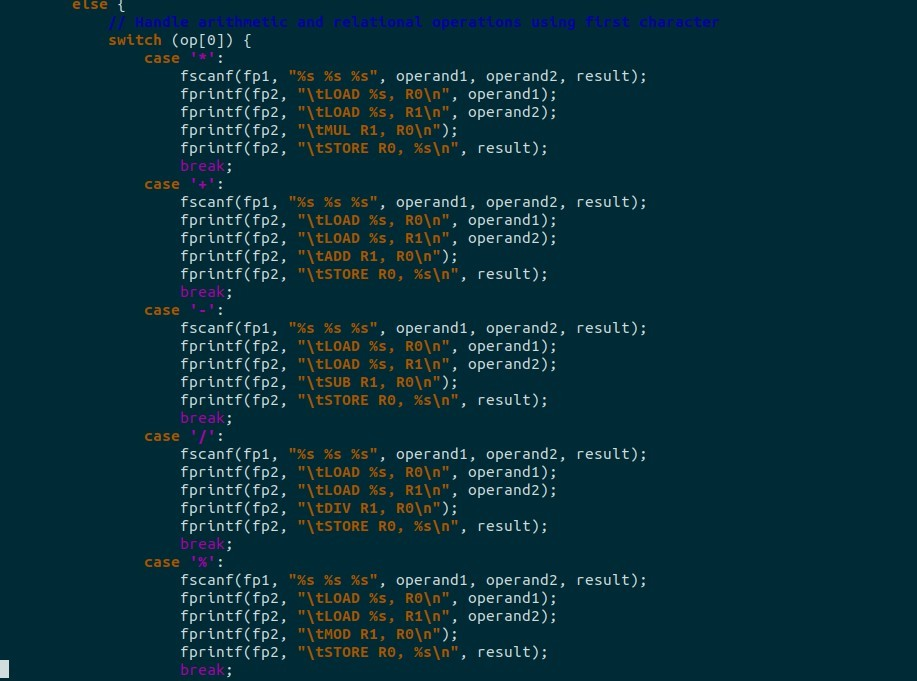 else {
// Handle arithmetic and relational operations using first character
switch (op[0]) {
case '*':
fscanf(fp1, "%s %s %s", operand1, operand2, result);
fprintf(fp2, "\tLOAD %s, R0\n", operand1);
fprintf(fp2, "\tLOAD %s, R1\n", operand2);
fprintf(fp2, "\tMUL R1, R0\n");
fprintf(fp2, "\tSTORE R0, %s\n", result);
break;
case '+':
fscanf(fp1, "%s %s %s", operand1, operand2, result);
fprintf(fp2, "\tLOAD %s, R0\n", operand1);
fprintf(fp2, "\tLOAD %s, R1\n", operand2);
fprintf(fp2, "\tADD R1, R0\n");
fprintf(fp2, "\tSTORE R0, %s\n", result);
break;
case '-':
fscanf(fp1, "%s %s %s", operand1, operand2, result);
fprintf(fp2, "\tLOAD %s, R0\n", operand1);
fprintf(fp2, "\tLOAD %s, R1\n", operand2);
fprintf(fp2, "\tSUB R1, R0\n");
fprintf(fp2, "\tSTORE R0, %s\n", result);
break;
case '/':
fscanf(fp1, "%s %s %s", operand1, operand2, result);
fprintf(fp2, "\tLOAD %s, R0\n", operand1);
fprintf(fp2, "\tLOAD %s, R1\n", operand2);
fprintf(fp2, "\tDIV R1, R0\n");
fprintf(fp2, "\tSTORE R0, %s\n", result);
break;
case '%':
fscanf(fp1, "%s %s %s", operand1, operand2, result);
fprintf(fp2, "\tLOAD %s, R0\n", operand1);
fprintf(fp2, "\tLOAD %s, R1\n", operand2);
fprintf(fp2, "\tMOD R1, R0\n");
fprintf(fp2, "\tSTORE R0, %s\n", result);
break;